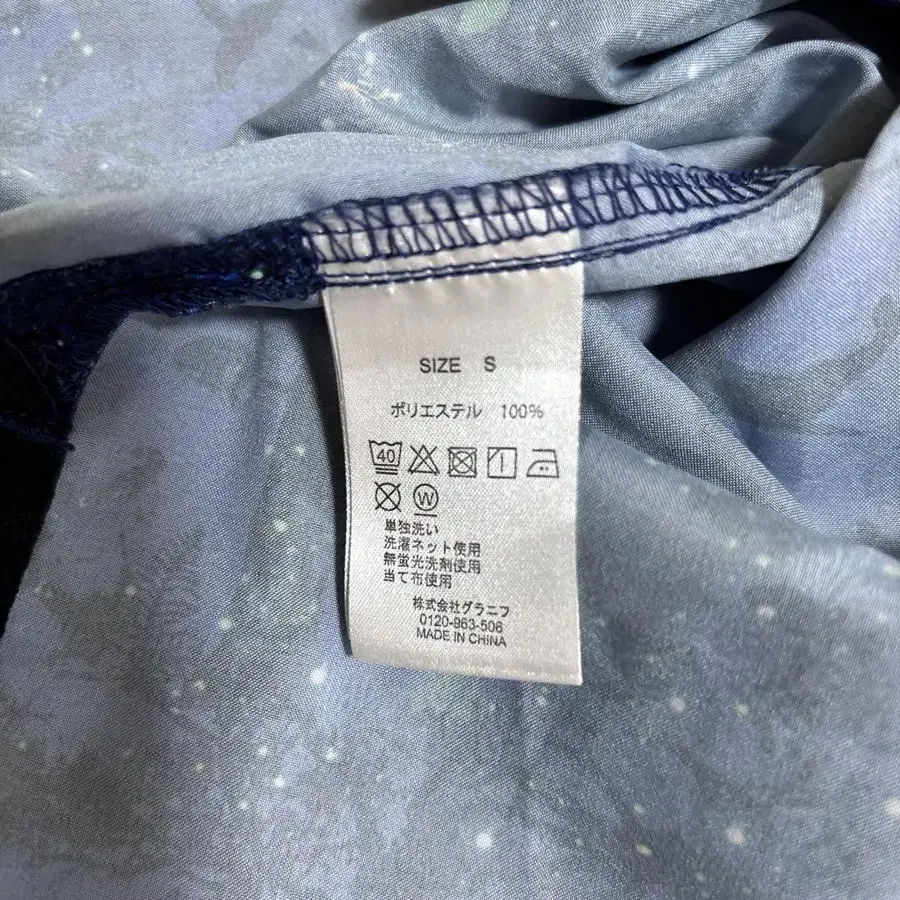 SIZE S
ポリエステル 100%
40
W
単独洗い
洗濯ネット使用
無蛍光洗剤使用
当て布使用
株式会社グラニフ
0120-963-506
MADE IN CHINA